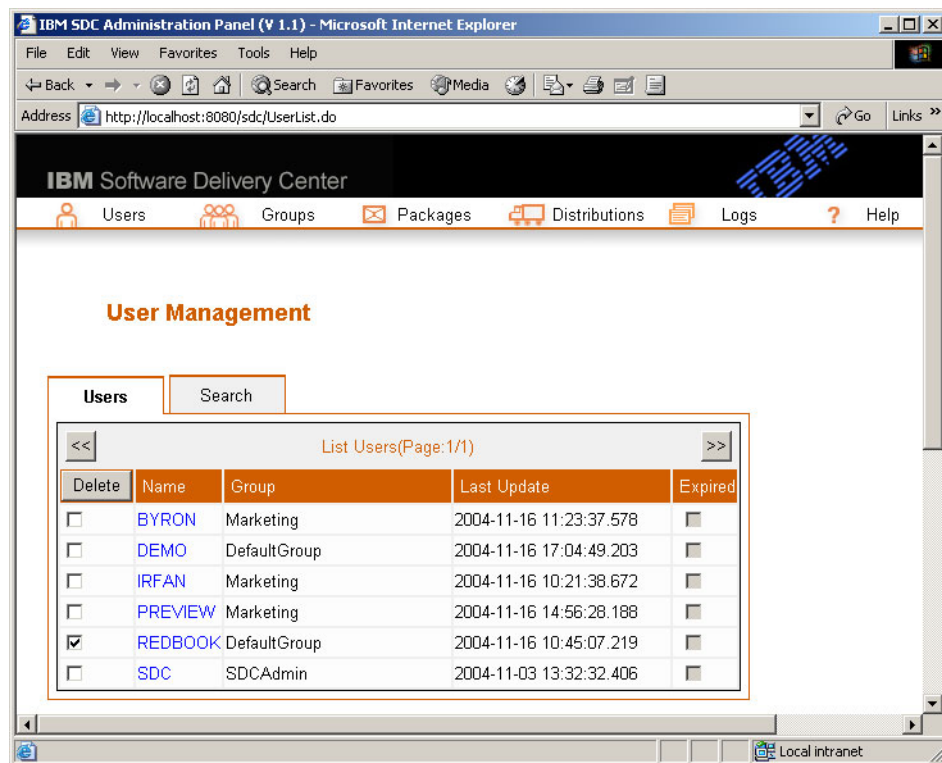 IBM SDC Administration Panel (V 1.1) - Microsoft Internet Explorer
File Edit View Favorites Tools Help
Back Search Favorites Media
Address http://localhost:8080/sdc/UserList.do Go Links »
IBM Software Delivery Center IBM
Users Groups Packages Distributions Logs ? Help
User Management
Users Search
<< List Users(Page:1/1) >>
Delete Name Group Last Update Expired
BYRON Marketing 2004-11-16 11:23:37.578
DEMO DefaultGroup 2004-11-16 17:04:49.203
IRFAN Marketing 2004-11-16 10:21:38.672
PREVIEW Marketing 2004-11-16 14:56:28.188
REDBOOK DefaultGroup 2004-11-16 10:45:07.219
SDC SDCAdmin 2004-11-03 13:32:32.406
Local intranet